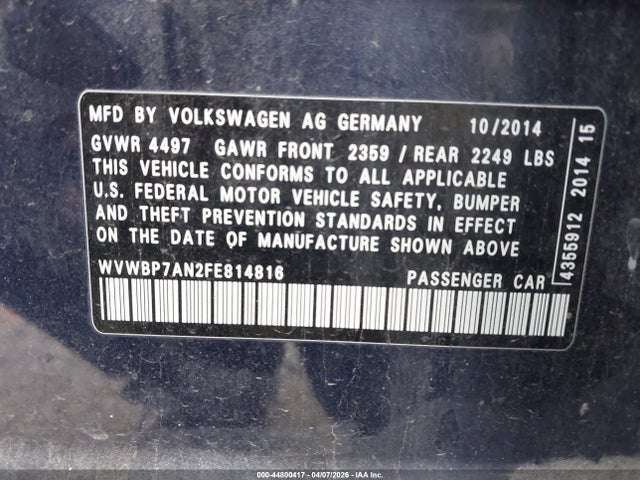 MFD BY VOLKSWAGEN AG GERMANY 10/2014
GVWR 4497 GAWR FRONT 2359 / REAR 2249 LBS
THIS VEHICLE CONFORMS TO ALL APPLICABLE
U.S. FEDERAL MOTOR VEHICLE SAFETY, BUMPER
AND THEFT PREVENTION STANDARDS IN EFFECT
ON THE DATE OF MANUFACTURE SHOWN ABOVE
WVWBP7AN2FE814816 PASSENGER CAR
4355912 2014 15
000-44800417 - 04/07/2026 - IAA Inc.